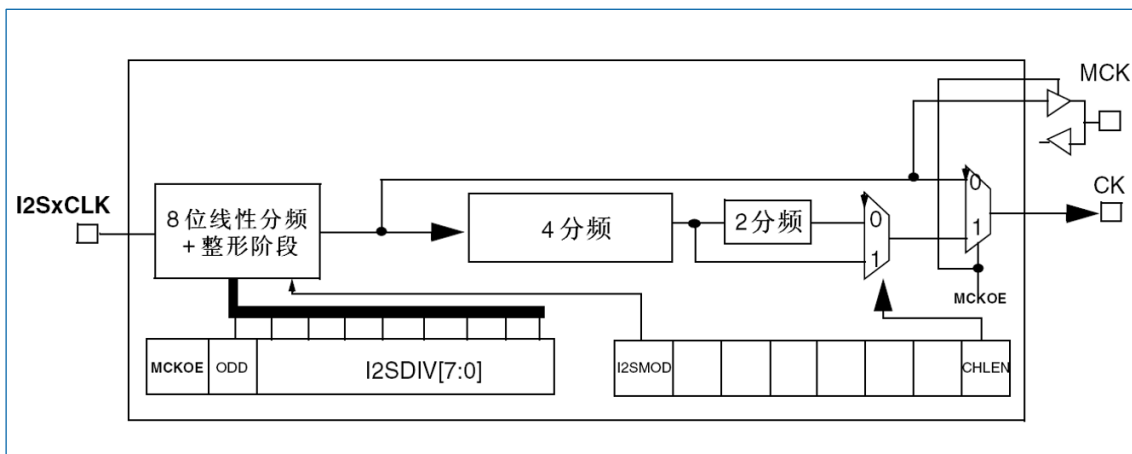 MCK
I2SxCLK
8位线性分频
+整形阶段
4分频
2分频
0
1
0
1
CK
MCKOE
MCKOE
ODD
I2SDIV[7:0]
I2SMOD
CHLEN